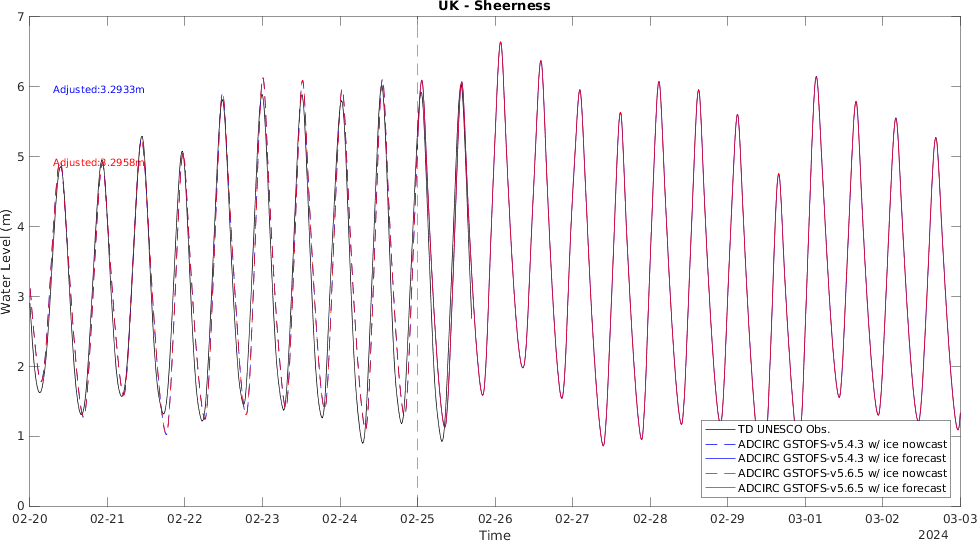 UK - Sheerness
7
6
5
4
3
2
1
0
Water Level (m)
Adjusted:3.2933m
Adjusted:3.2958m
TD UNESCO Obs.
ADCIRC GSTOFS-v5.4.3 w/ ice nowcast
ADCIRC GSTOFS-v5.4.3 w/ ice forecast
ADCIRC GSTOFS-v5.6.5 w/ ice nowcast
ADCIRC GSTOFS-v5.6.5 w/ ice forecast
02-20 02-21 02-22 02-23 02-24 02-25 02-26 02-27 02-28 02-29 03-01 03-02 03-03
Time
2024